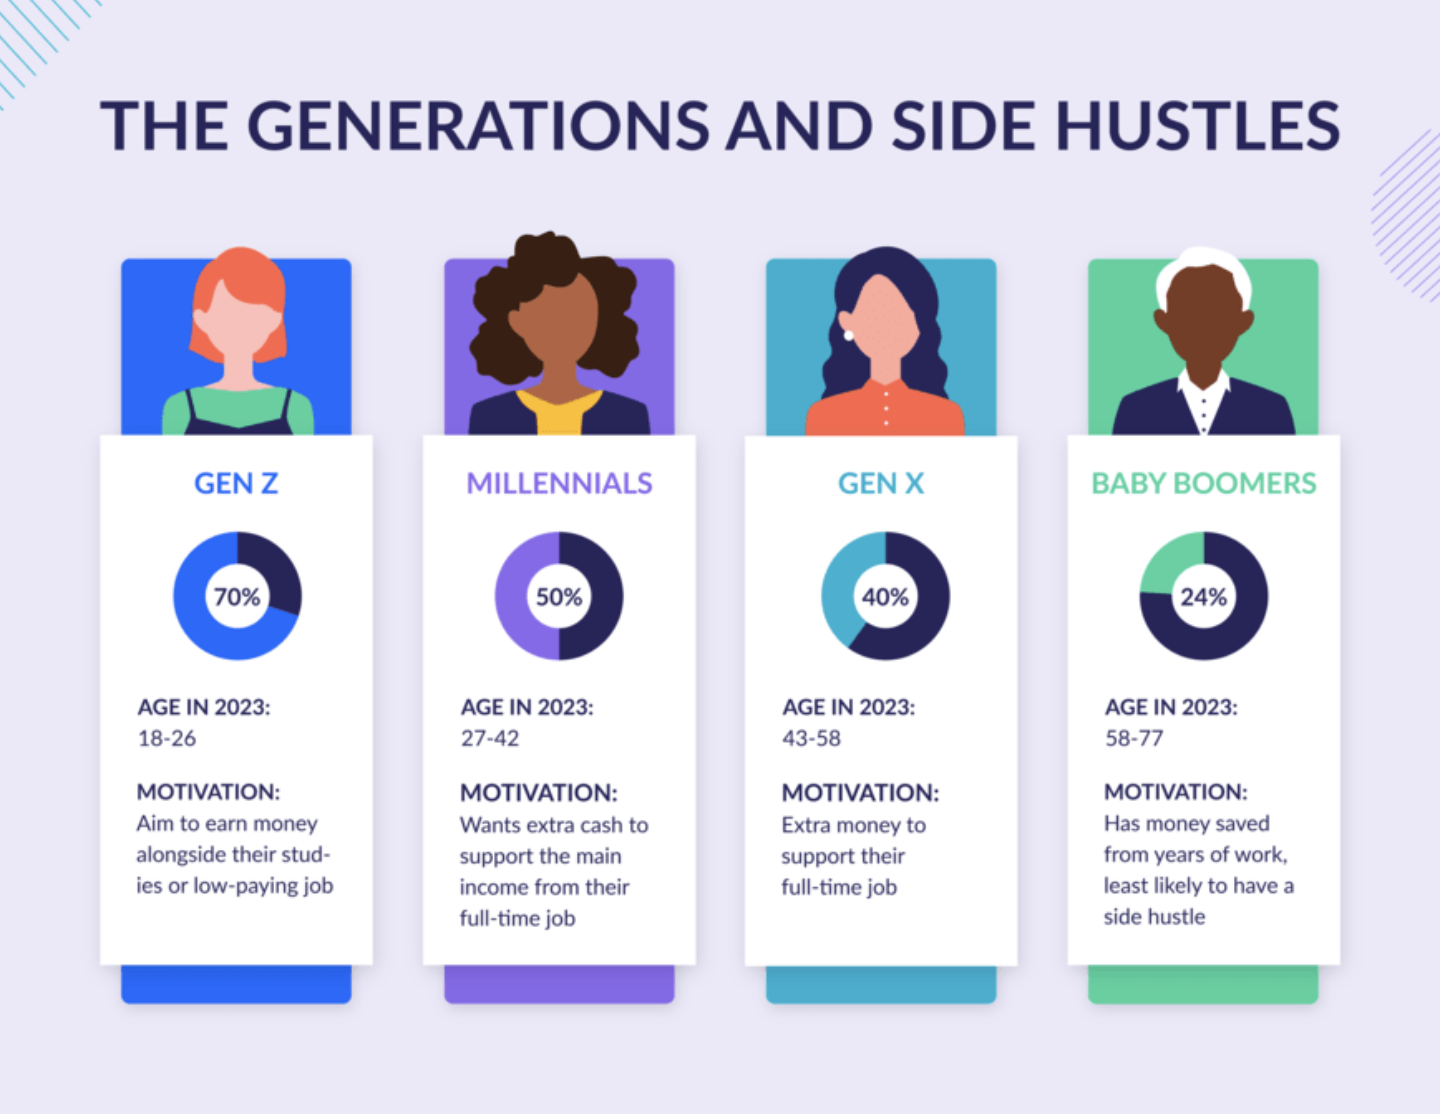 THE GENERATIONS AND SIDE HUSTLES
GEN Z
70%
AGE IN 2023:
18-26
MOTIVATION:
Aim to earn money
alongside their stud-
ies or low-paying job
MILLENNIALS
50%
AGE IN 2023:
27-42
MOTIVATION:
Wants extra cash to
support the main
income from their
full-time job
GEN X
40%
AGE IN 2023:
43-58
MOTIVATION:
Extra money to
support their
full-time job
BABY BOOMERS
24%
AGE IN 2023:
58-77
MOTIVATION:
Has money saved
from years of work,
least likely to have a
side hustle